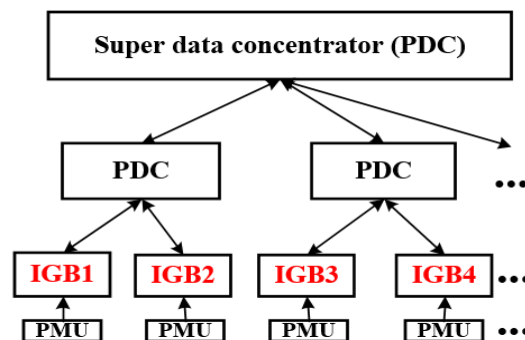 Super data concentrator (PDC)
PDC PDC
...
IGB1 IGB2 IGB3 IGB4 ...
PMU PMU PMU PMU ...